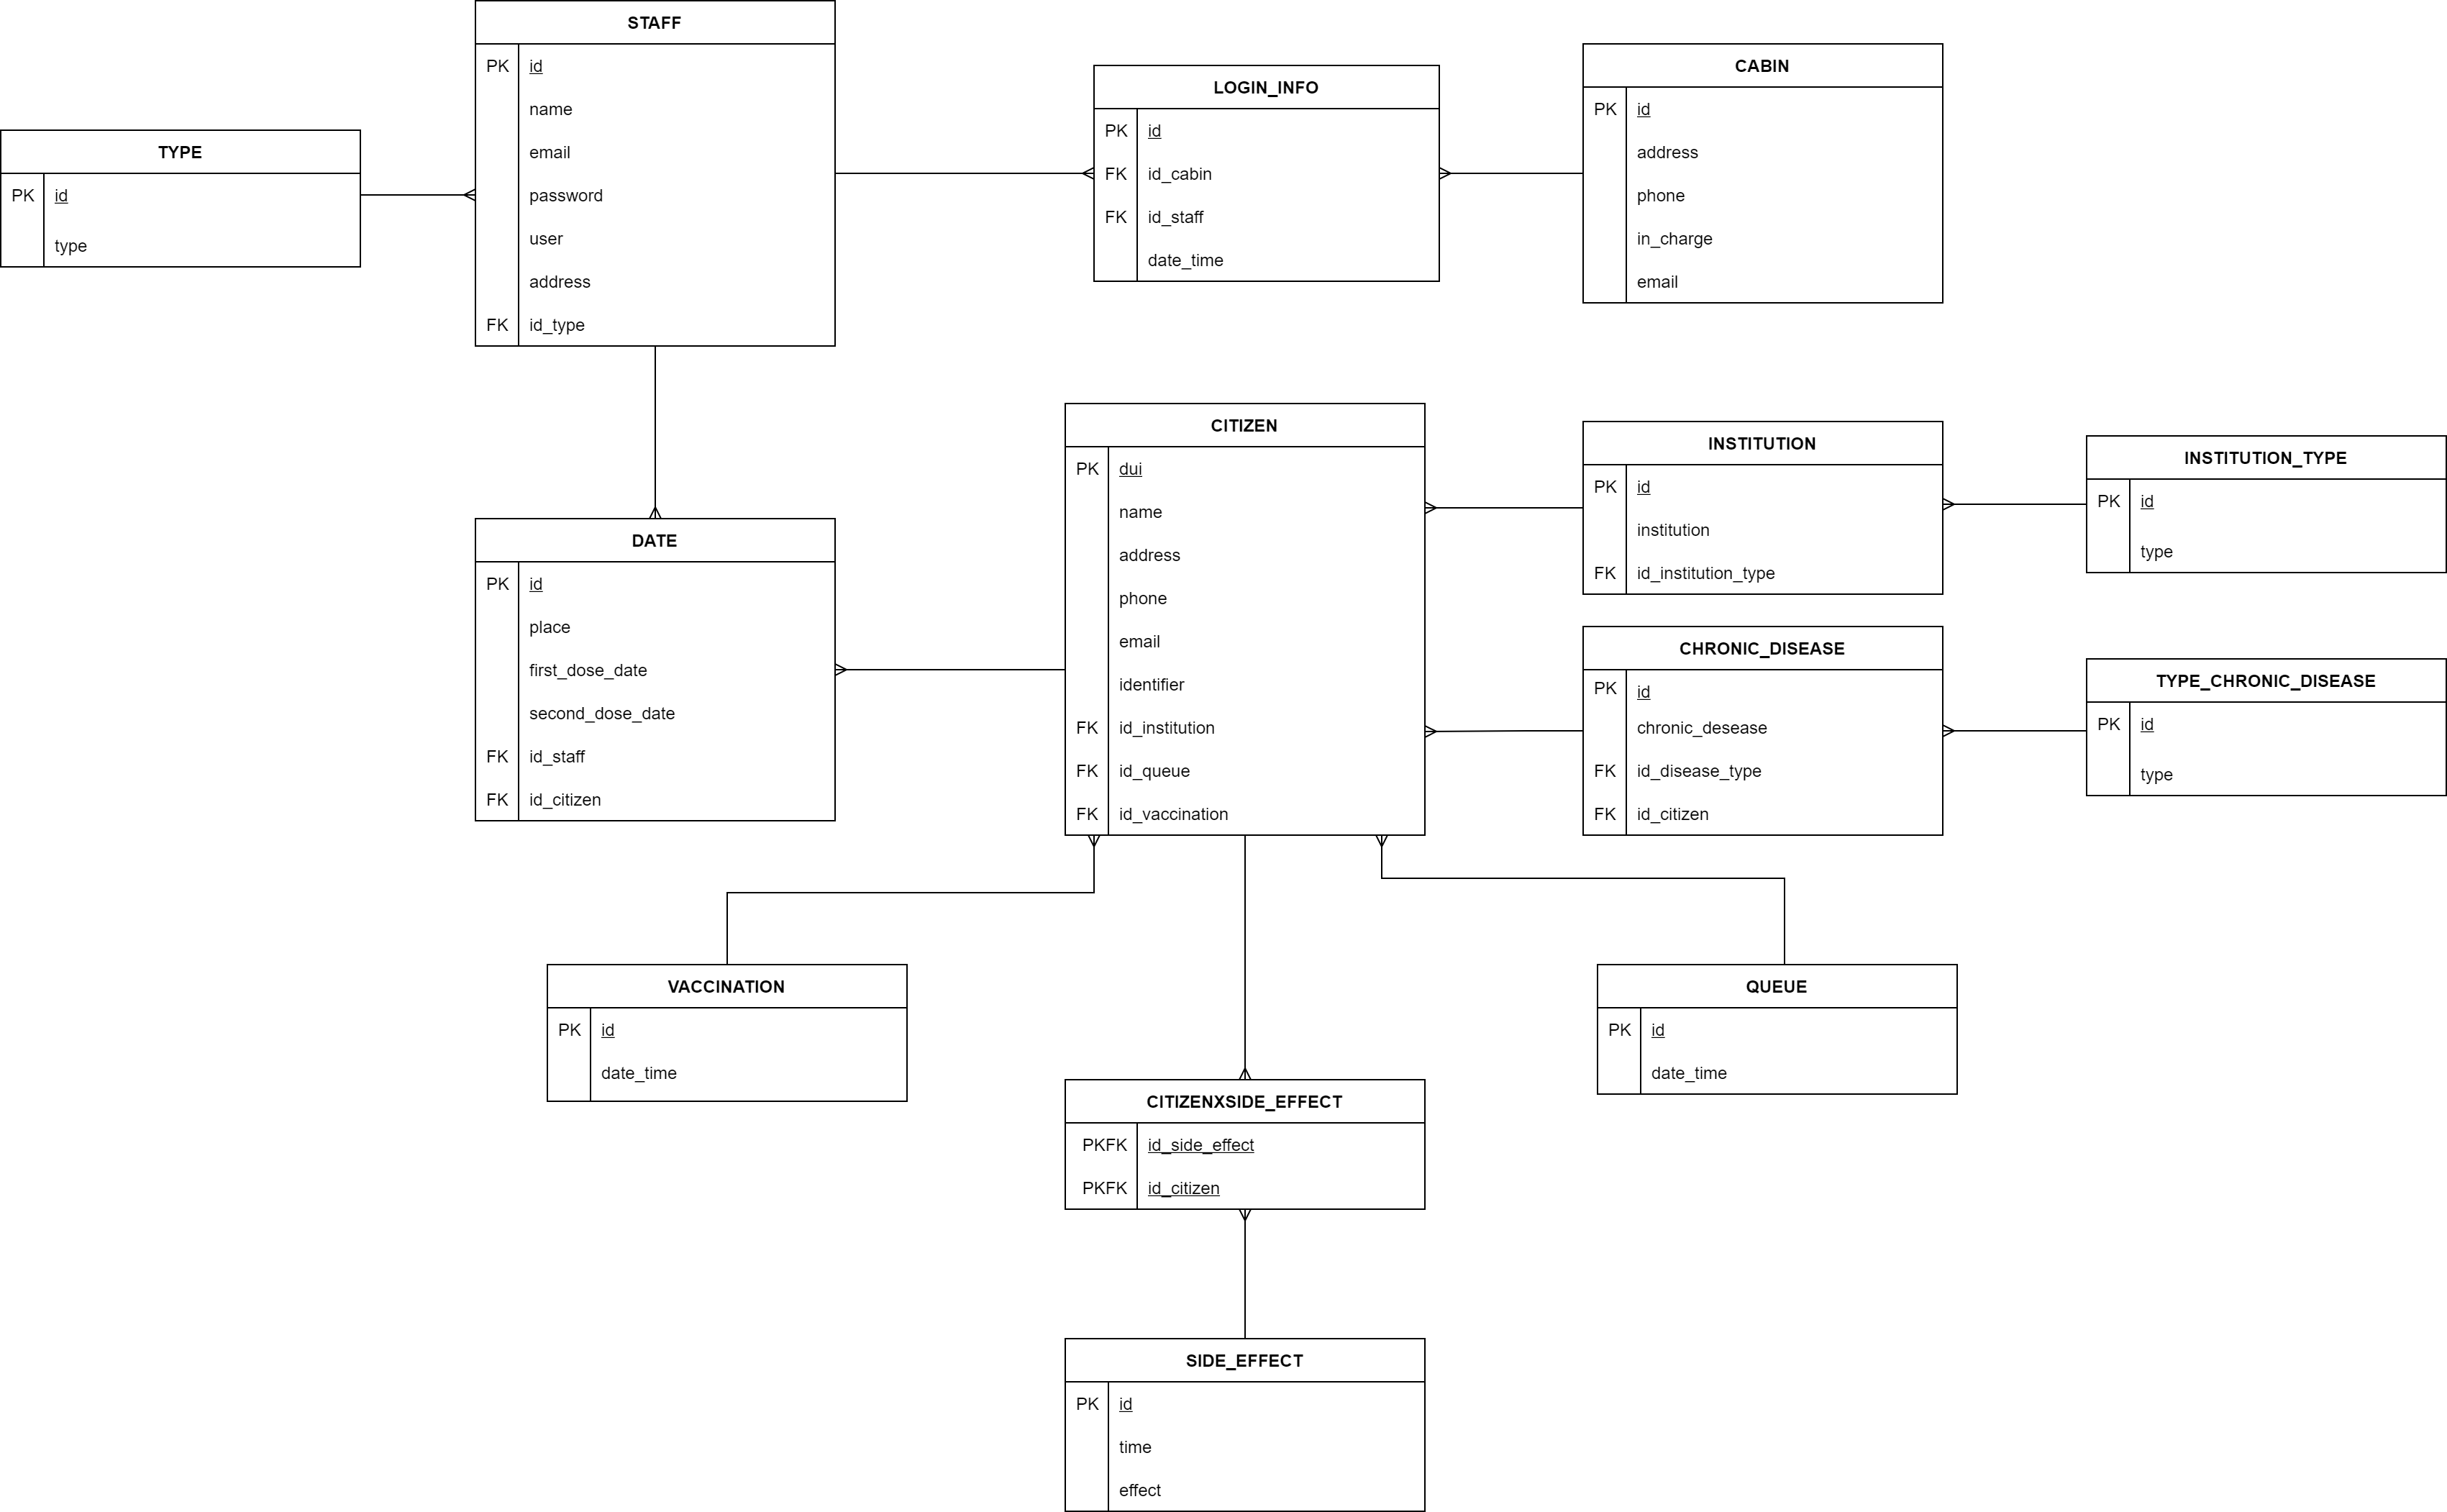 STAFF
PK id
name
email
password
user
address
FK id_type
TYPE
PK id
type
LOGIN_INFO
PK id
FK id_cabin
FK id_staff
date_time
CABIN
PK id
address
phone
in_charge
email
CITIZEN
PK dui
name
address
phone
email
identifier
FK id_institution
FK id_queue
FK id_vaccination
INSTITUTION
PK id
institution
FK id_institution_type
INSTITUTION_TYPE
PK id
type
DATE
PK id
place
first_dose_date
second_dose_date
FK id_staff
FK id_citizen
CHRONIC_DISEASE
PK id
chronic_desease
FK id_disease_type
FK id_citizen
TYPE_CHRONIC_DISEASE
PK id
type
VACCINATION
PK id
date_time
QUEUE
PK id
date_time
CITIZENXSIDE_EFFECT
PKFK id_side_effect
PKFK id_citizen
SIDE_EFFECT
PK id
time
effect